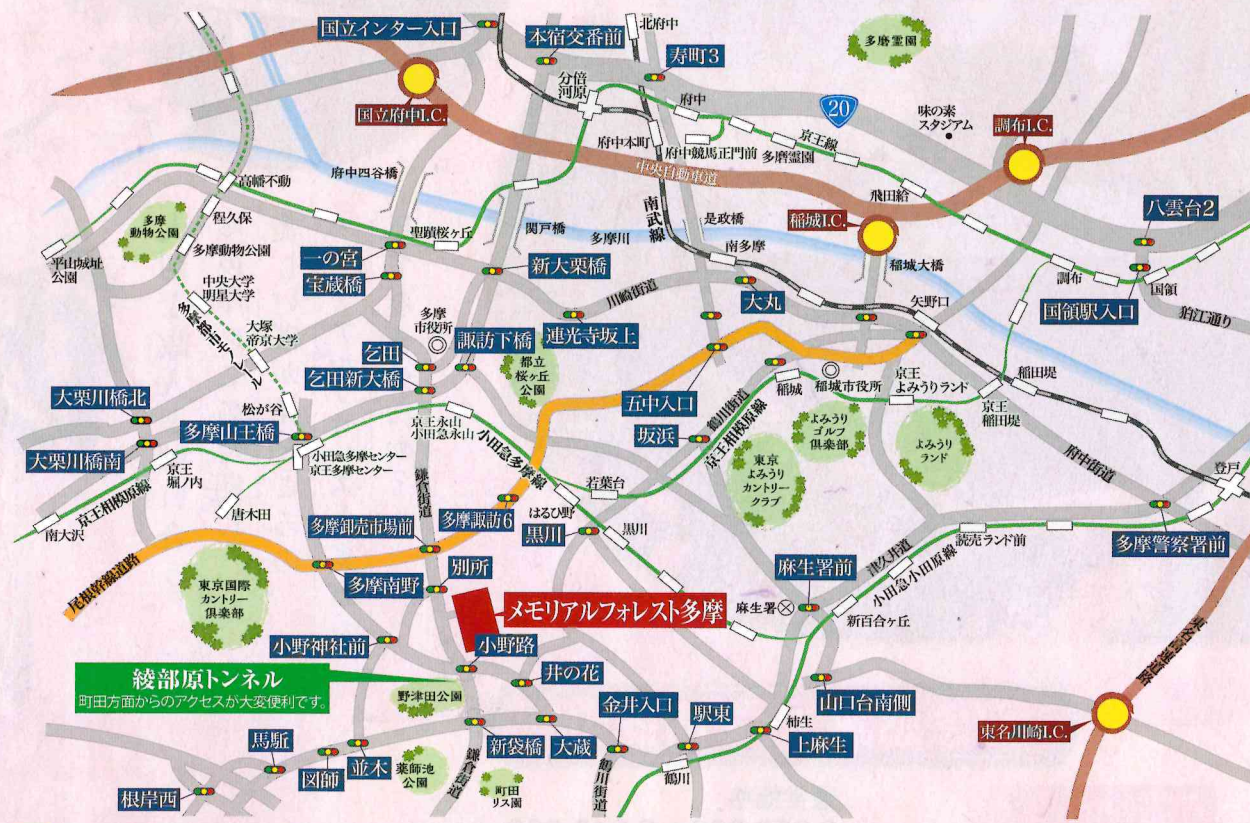 国立インター入口
本宿交番前
北府中
寿町3
多磨霊園
分倍
河原
国立府中I.C.
府中
20
味の素
スタジアム
調布I.C.
府中本町
府中競馬正門前
多磨霊園
京王線
中央自動車道
府中四谷橋
高幡不動
飛田給
程久保
多摩
動物公園
聖蹟桜ヶ丘
関戸橋
多摩川
南武線
是政橋
稲城I.C.
八雲台2
平山城址
公園
多摩動物公園
一の宮
新大栗橋
南多摩
稲城大橋
調布
国領
宝蔵橋
中央大学
明星大学
川崎街道
大丸
矢野口
国領駅入口
狛江通り
多摩都市モノレール
大塚
帝京大学
多摩
市役所
諏訪下橋
連光寺坂上
乞田
都立
桜ヶ丘
公園
乞田新大橋
稲城
稲城市役所
京王
よみうりランド
稲田堤
京王
稲田堤
大栗川橋北
松が谷
五中入口
鶴川街道
京王相模原線
多摩山王橋
京王永山
小田急永山
坂浜
よみうり
ゴルフ
倶楽部
よみうり
ランド
府中街道
大栗川橋南
小田急多摩センター
京王多摩センター
小田急多摩線
東京
よみうり
カントリー
クラブ
登戸
京王
堀ノ内
京王相模原線
鎌倉街道
若葉台
唐木田
南大沢
多摩卸売市場前
多摩諏訪6
はるひ野
黒川
黒川
読売ランド前
多摩警察署前
尾根幹線道路
多摩南野
別所
麻生署前
津久井道
小田急小田原線
東京国際
カントリー
倶楽部
メモリアルフォレスト多摩
麻生署
新百合ヶ丘
小野神社前
小野路
綾部原トンネル
町田方面からのアクセスが大変便利です。
野津田公園
井の花
山口台南側
金井入口
駅東
柿生
東名川崎I.C.
馬駈
図師
並木
薬師池
公園
新袋橋
大蔵
上麻生
鶴川
根岸西
鎌倉街道
町田
リス園
鶴川街道